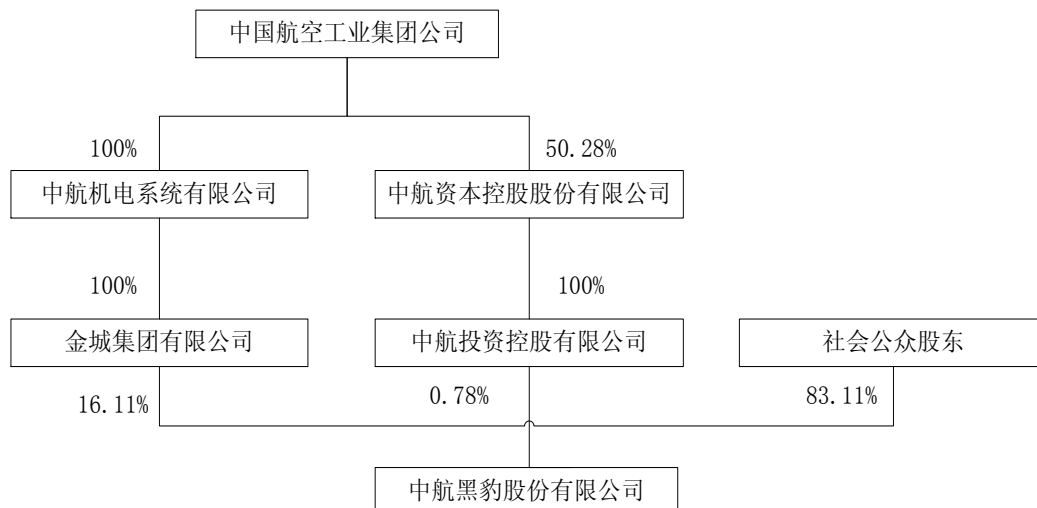 中国航空工业集团公司
100%
50.28%
中航机电系统有限公司
中航资本控股股份有限公司
100%
100%
金城集团有限公司
中航投资控股有限公司
社会公众股东
16.11%
0.78%
83.11%
中航黑豹股份有限公司